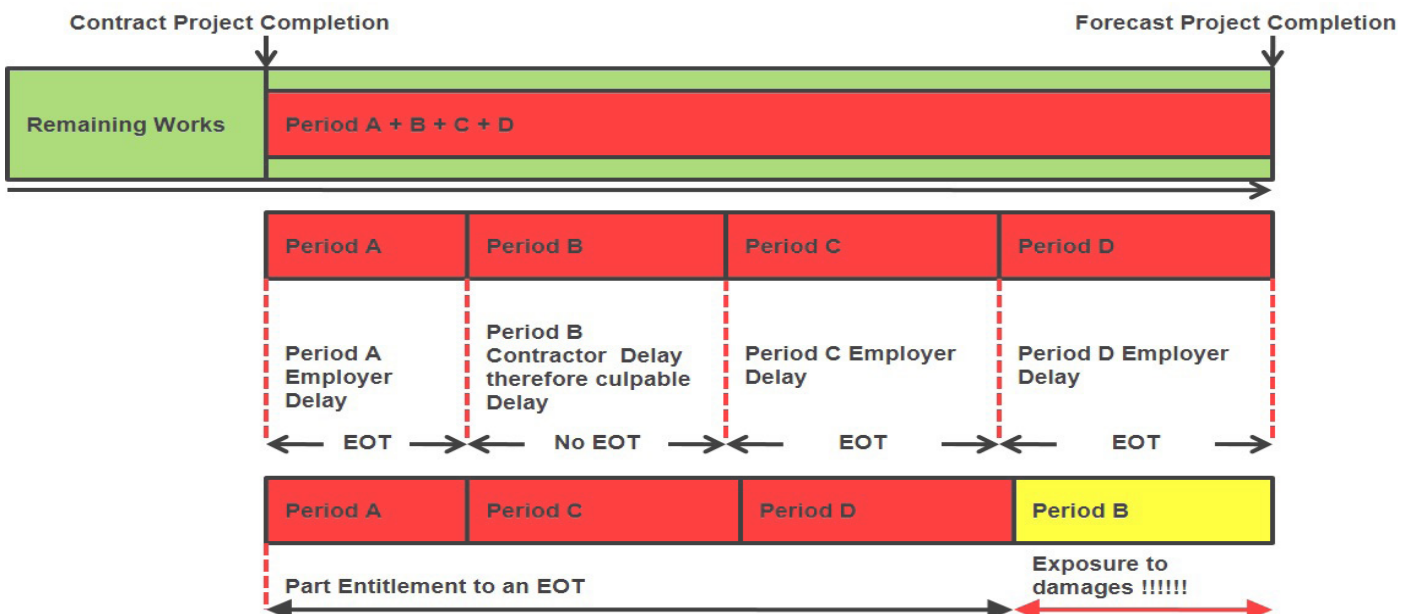 Contract Project Completion
Forecast Project Completion
Remaining Works
Period A + B + C + D
Period A
Period B
Period C
Period D
Period A
Employer
Delay
Period B
Contractor Delay
therefore culpable
Delay
Period C Employer
Delay
Period D Employer
Delay
EOT
No EOT
EOT
EOT
Period A
Period C
Period D
Period B
Part Entitlement to an EOT
Exposure to
damages !!!!!!